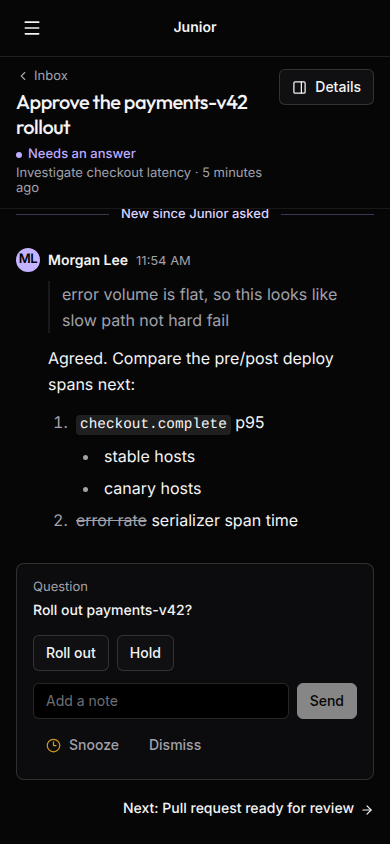 Junior
Inbox
Details
Approve the payments-v42
rollout
Needs an answer
Investigate checkout latency · 5 minutes
ago
New since Junior asked
ML
Morgan Lee 11:54 AM
error volume is flat, so this looks like
slow path not hard fail
Agreed. Compare the pre/post deploy
spans next:
1. checkout.complete p95
• stable hosts
• canary hosts
2. error rate serializer span time
Question
Roll out payments-v42?
Roll out
Hold
Add a note
Send
Snooze
Dismiss
Next: Pull request ready for review →